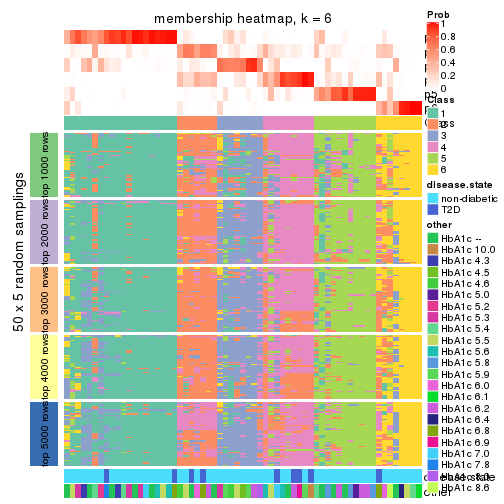 membership heatmap, k = 6
Prob
1
0.8
0.6
0.4
0.2
0
Class
1
2
3
4
5
6
disease.state
non-diabetic
T2D
other
HbA1c --
HbA1c 10.0
HbA1c 4.3
HbA1c 4.5
HbA1c 4.6
HbA1c 5.0
HbA1c 5.2
HbA1c 5.3
HbA1c 5.4
HbA1c 5.5
HbA1c 5.6
HbA1c 5.8
HbA1c 5.9
HbA1c 6.0
HbA1c 6.1
HbA1c 6.2
HbA1c 6.4
HbA1c 6.8
HbA1c 6.9
HbA1c 7.0
HbA1c 7.8
HbA1c 8.6
other
50 x 5 random samplings
top 1000 rows
top 2000 rows
top 3000 rows
top 4000 rows
top 5000 rows